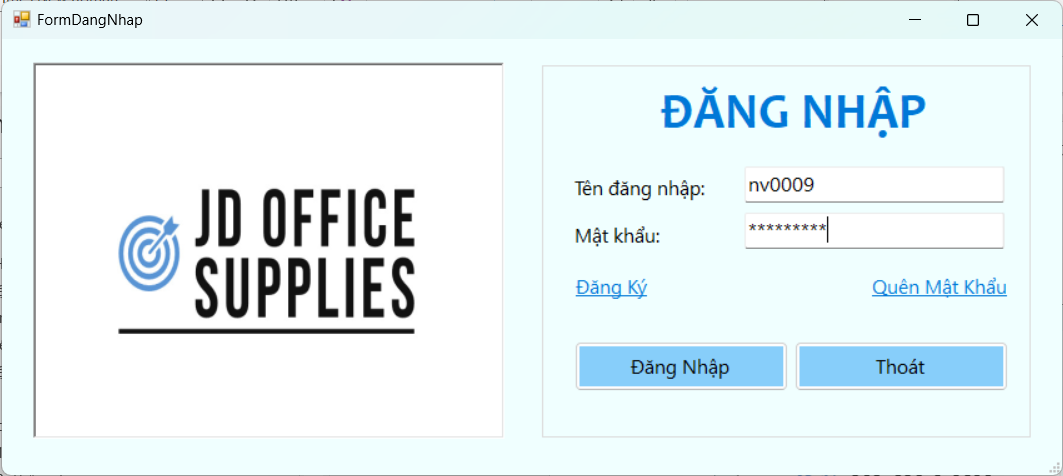 FormDangNhap
JD OFFICE
SUPPLIES
ĐĂNG NHẬP
Tên đăng nhập:
nv0009
Mật khẩu:
*********
Đăng Ký
Quên Mật Khẩu
Đăng Nhập
Thoát